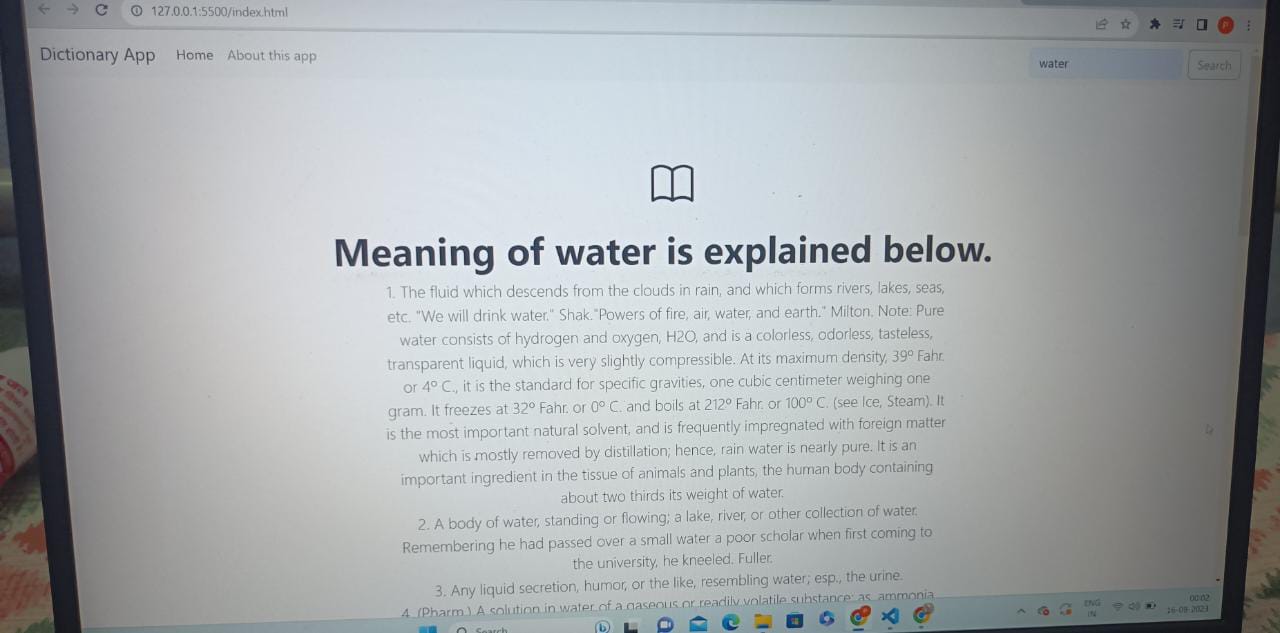 127.0.0.1:5500/index.html
P
Dictionary App Home About this app water Search
Meaning of water is explained below.
1. The fluid which descends from the clouds in rain, and which forms rivers, lakes, seas,
etc. "We will drink water." Shak."Powers of fire, air, water, and earth." Milton. Note: Pure
water consists of hydrogen and oxygen, H2O, and is a colorless, odorless, tasteless,
transparent liquid, which is very slightly compressible. At its maximum density, 39º Fahr.
or 4º C., it is the standard for specific gravities, one cubic centimeter weighing one
gram. It freezes at 32º Fahr. or 0º C. and boils at 212º Fahr. or 100º C. (see Ice, Steam). It
is the most important natural solvent, and is frequently impregnated with foreign matter
which is mostly removed by distillation; hence, rain water is nearly pure. It is an
important ingredient in the tissue of animals and plants, the human body containing
about two thirds its weight of water.
2. A body of water, standing or flowing; a lake, river, or other collection of water.
Remembering he had passed over a small water a poor scholar when first coming to
the university, he kneeled. Fuller.
3. Any liquid secretion, humor, or the like, resembling water; esp., the urine.
4. (Pharm.) A solution in water of a gaseous or readily volatile substance; as, ammonia
Search
ENG
IN
00:02
16-09-2023